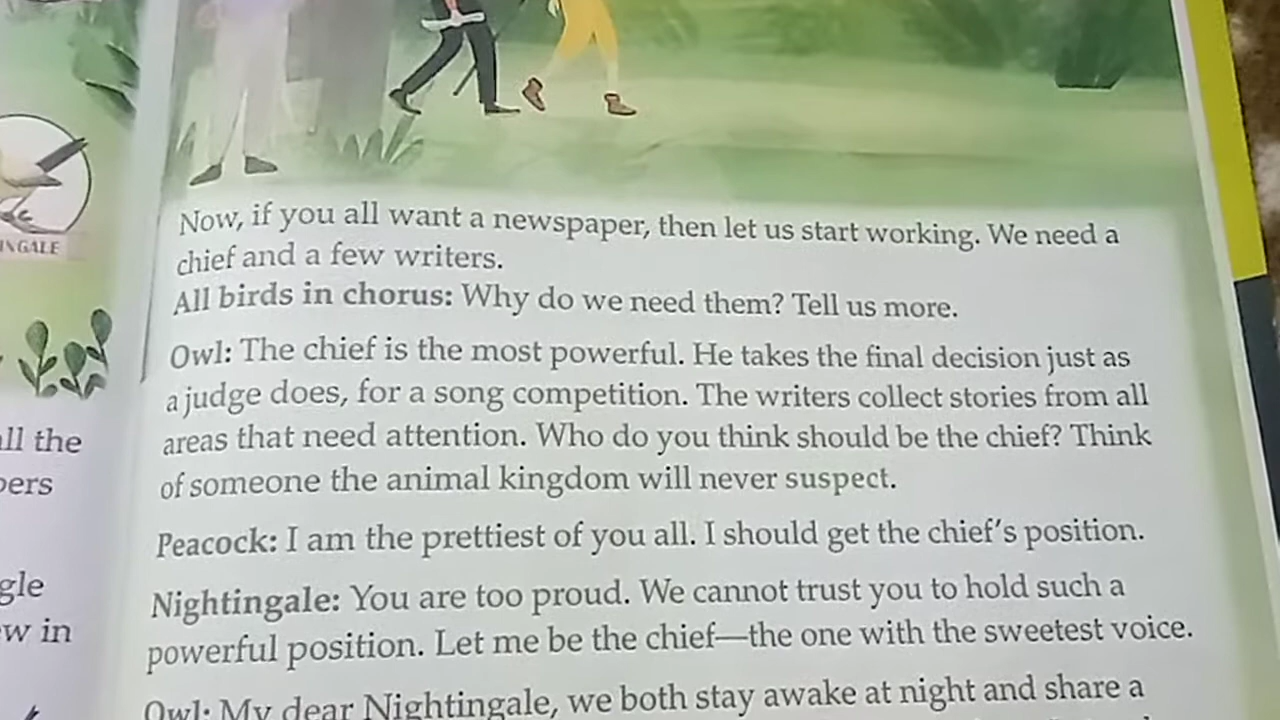 INGALE
all the
pers
gle
w in
Now, if you all want a newspaper, then let us start working. We need a
chief and a few writers.
All birds in chorus: Why do we need them? Tell us more.
Owl: The chief is the most powerful. He takes the final decision just as
a judge does, for a song competition. The writers collect stories from all
areas that need attention. Who do you think should be the chief? Think
of someone the animal kingdom will never suspect.
Peacock: I am the prettiest of you all. I should get the chief's position.
Nightingale: You are too proud. We cannot trust you to hold such a
powerful position. Let me be the chief—the one with the sweetest voice.
Owl: My dear Nightingale, we both stay awake at night and share a